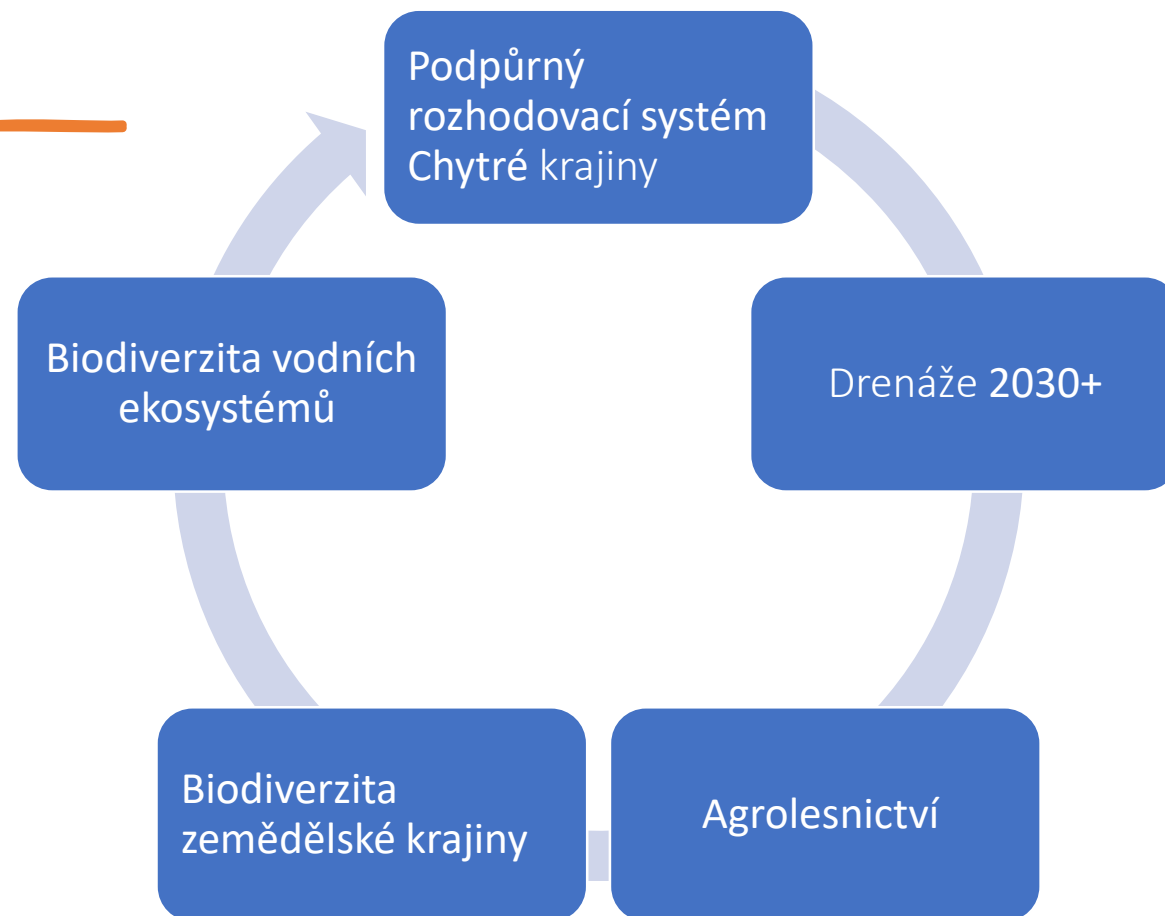 Podpůrný
rozhodovací systém
Chytré krajiny
Biodiverzita vodních
ekosystémů
Drenáže 2030+
Biodiverzita
zemědělské krajiny
Agrolesnictví